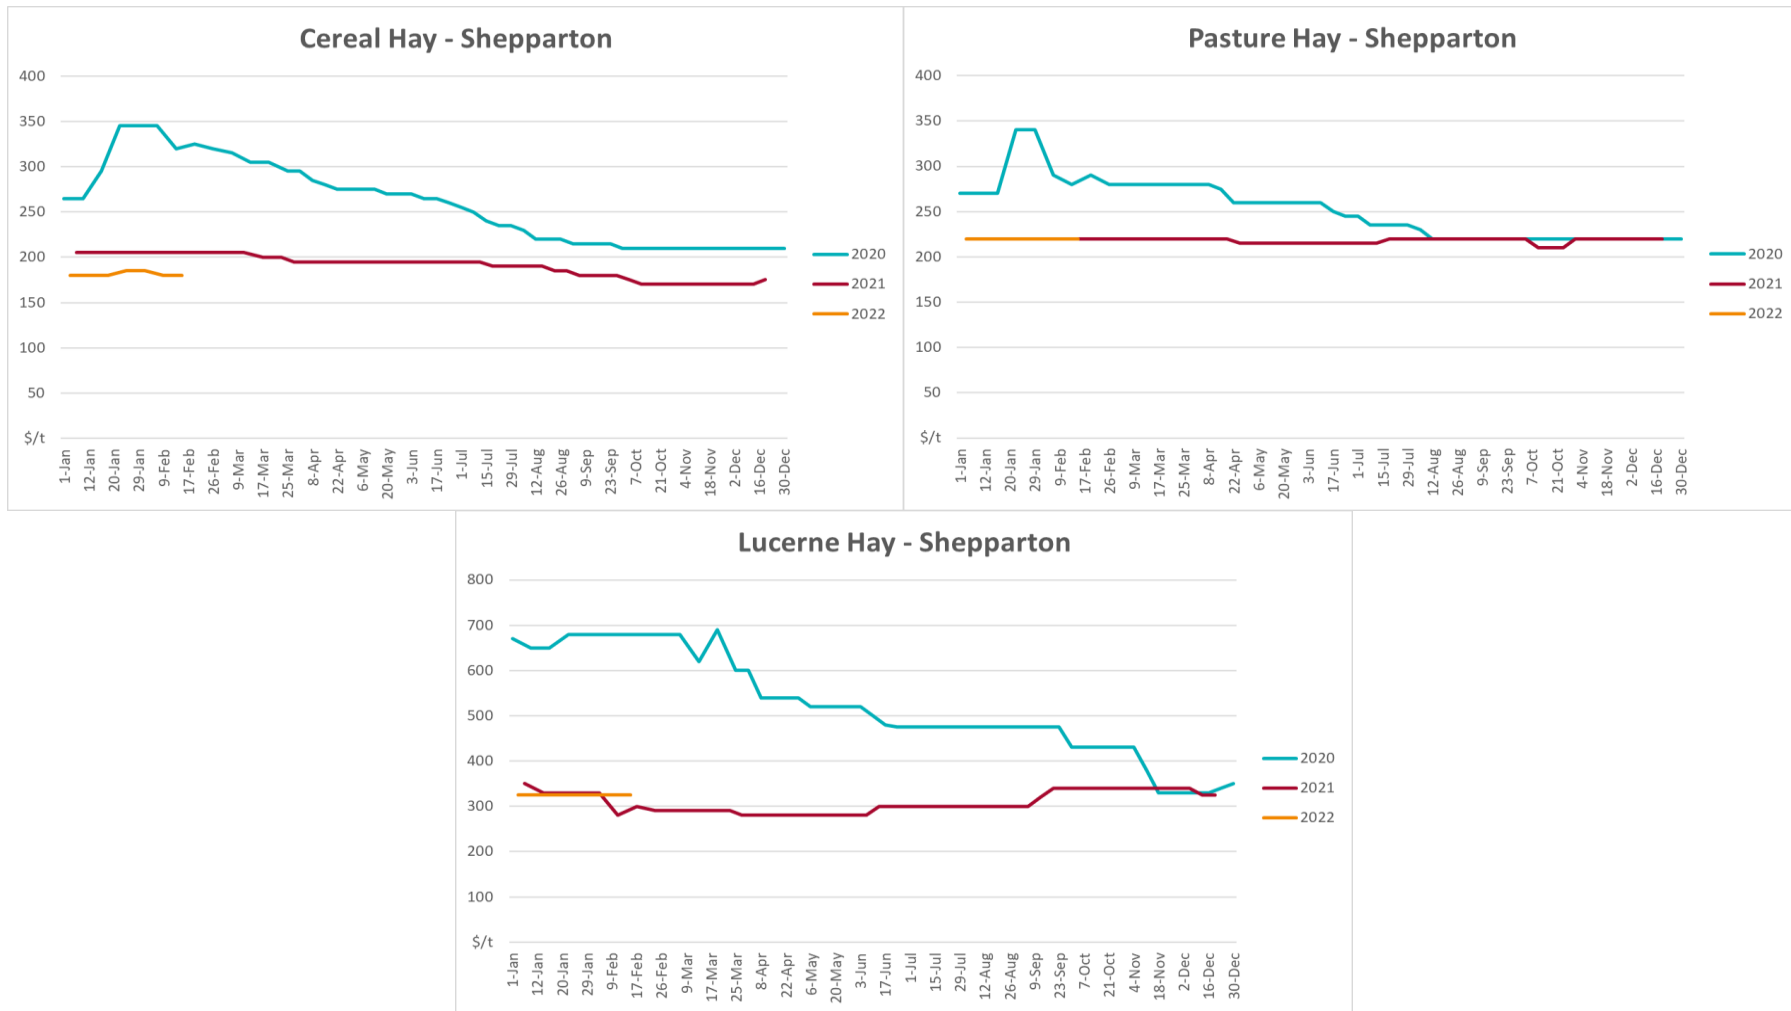 Cereal Hay - Shepparton
400
350
300
250
200
150
100
50
$/t
1-Jan
12-Jan
20-Jan
29-Jan
9-Feb
17-Feb
26-Feb
9-Mar
17-Mar
25-Mar
8-Apr
22-Apr
6-May
20-May
3-Jun
17-Jun
1-Jul
15-Jul
29-Jul
12-Aug
26-Aug
9-Sep
23-Sep
7-Oct
21-Oct
4-Nov
18-Nov
2-Dec
16-Dec
30-Dec
2020
2021
2022
Pasture Hay - Shepparton
400
350
300
250
200
150
100
50
$/t
1-Jan
12-Jan
20-Jan
29-Jan
9-Feb
17-Feb
26-Feb
9-Mar
17-Mar
25-Mar
8-Apr
22-Apr
6-May
20-May
3-Jun
17-Jun
1-Jul
15-Jul
29-Jul
12-Aug
26-Aug
9-Sep
23-Sep
7-Oct
21-Oct
4-Nov
18-Nov
2-Dec
16-Dec
30-Dec
2020
2021
2022
Lucerne Hay - Shepparton
800
700
600
500
400
300
200
100
$/t
1-Jan
12-Jan
20-Jan
29-Jan
9-Feb
17-Feb
26-Feb
9-Mar
17-Mar
25-Mar
8-Apr
22-Apr
6-May
20-May
3-Jun
17-Jun
1-Jul
15-Jul
29-Jul
12-Aug
26-Aug
9-Sep
23-Sep
7-Oct
21-Oct
4-Nov
18-Nov
2-Dec
16-Dec
30-Dec
2020
2021
2022